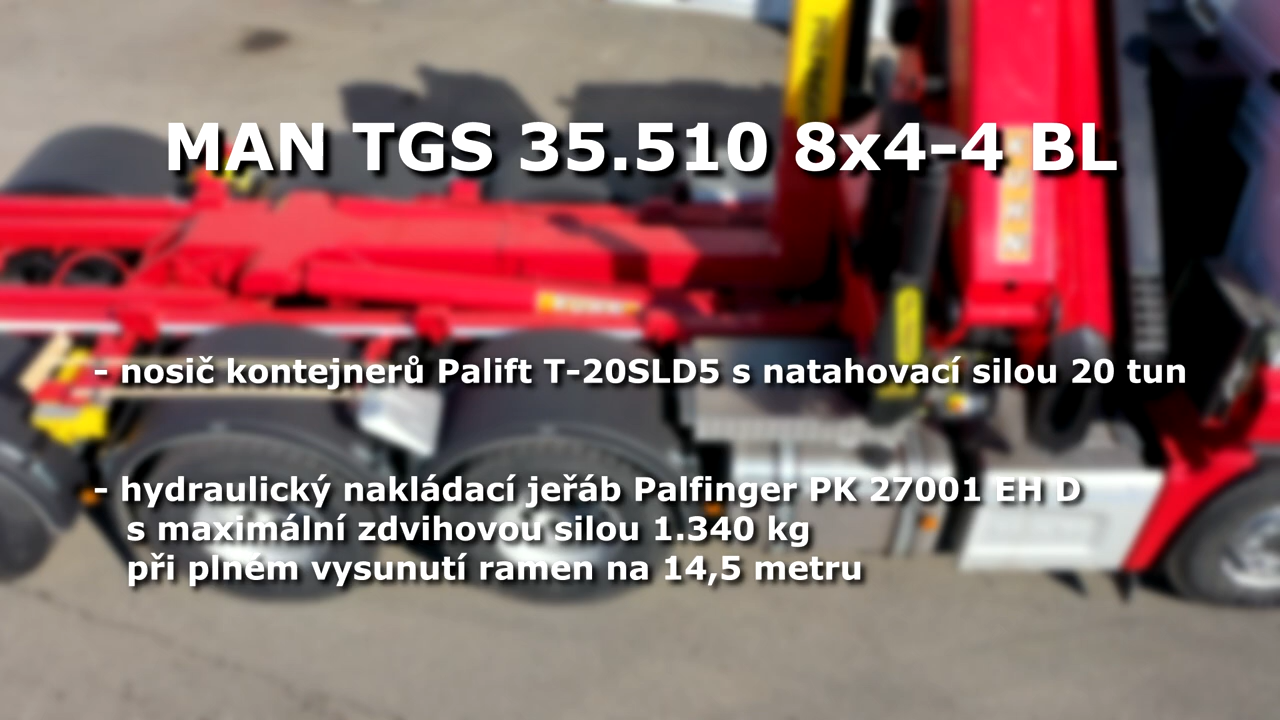 MAN TGS 35.510 8x4-4 BL
- nosič kontejnerů Palift T-20SLD5 s natahovací silou 20 tun
- hydraulický nakládací jeřáb Palfinger PK 27001 EH D
s maximální zdvihovou silou 1.340 kg
při plném vysunutí ramen na 14,5 metru